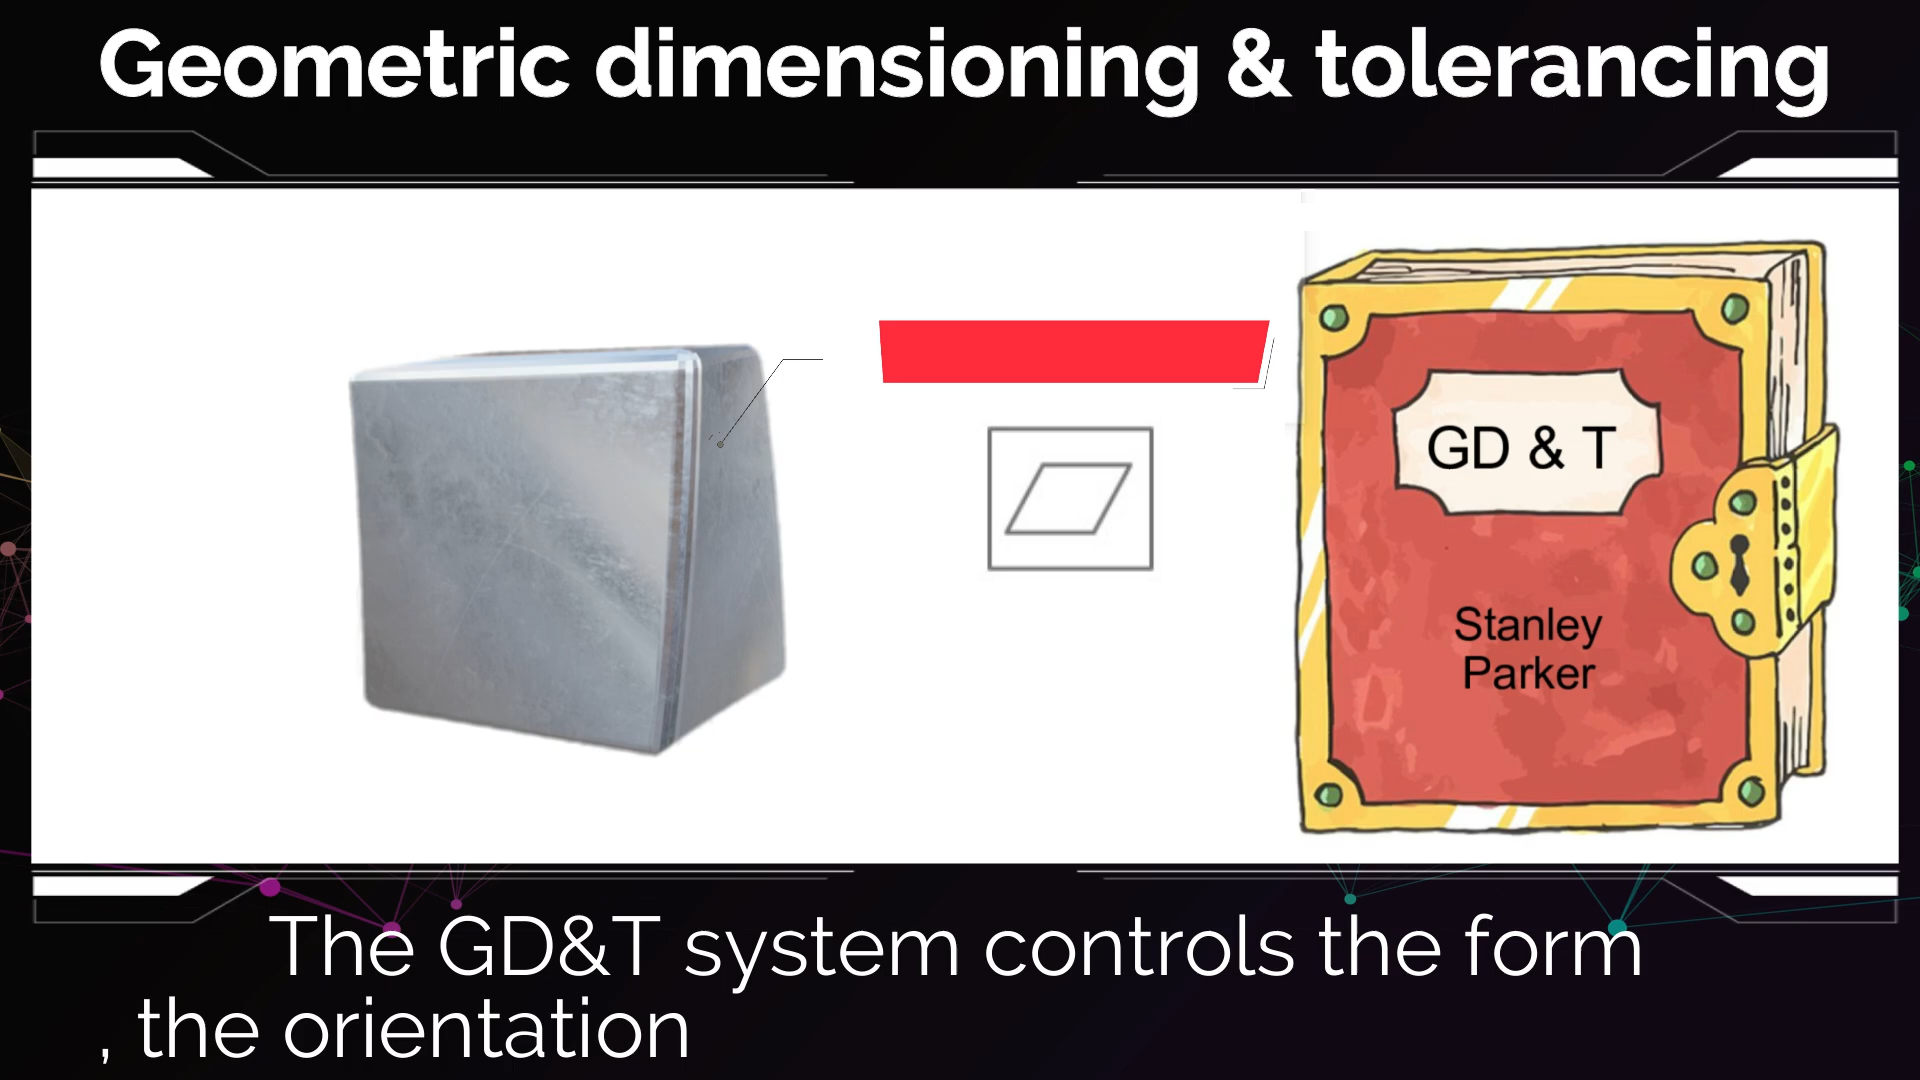 Geometric dimensioning & tolerancing
GD & T
Stanley
Parker
The GD&T system controls the form
, the orientation